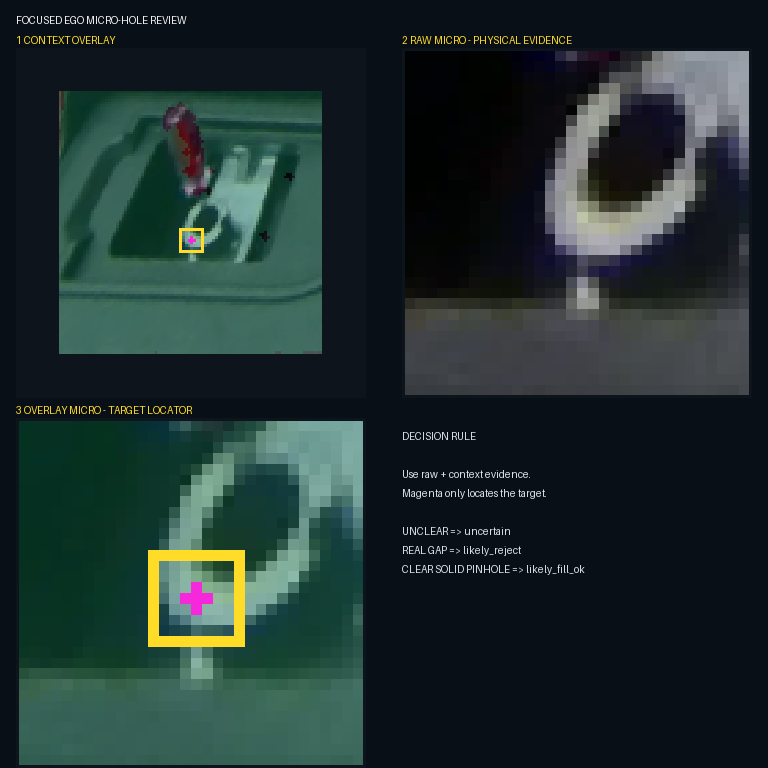 FOCUSED EGO MICRO-HOLE REVIEW
1 CONTEXT OVERLAY
2 RAW MICRO - PHYSICAL EVIDENCE
3 OVERLAY MICRO - TARGET LOCATOR
DECISION RULE
Use raw + context evidence.
Magenta only locates the target.
UNCLEAR => uncertain
REAL GAP => likely_reject
CLEAR SOLID PINHOLE => likely_fill_ok